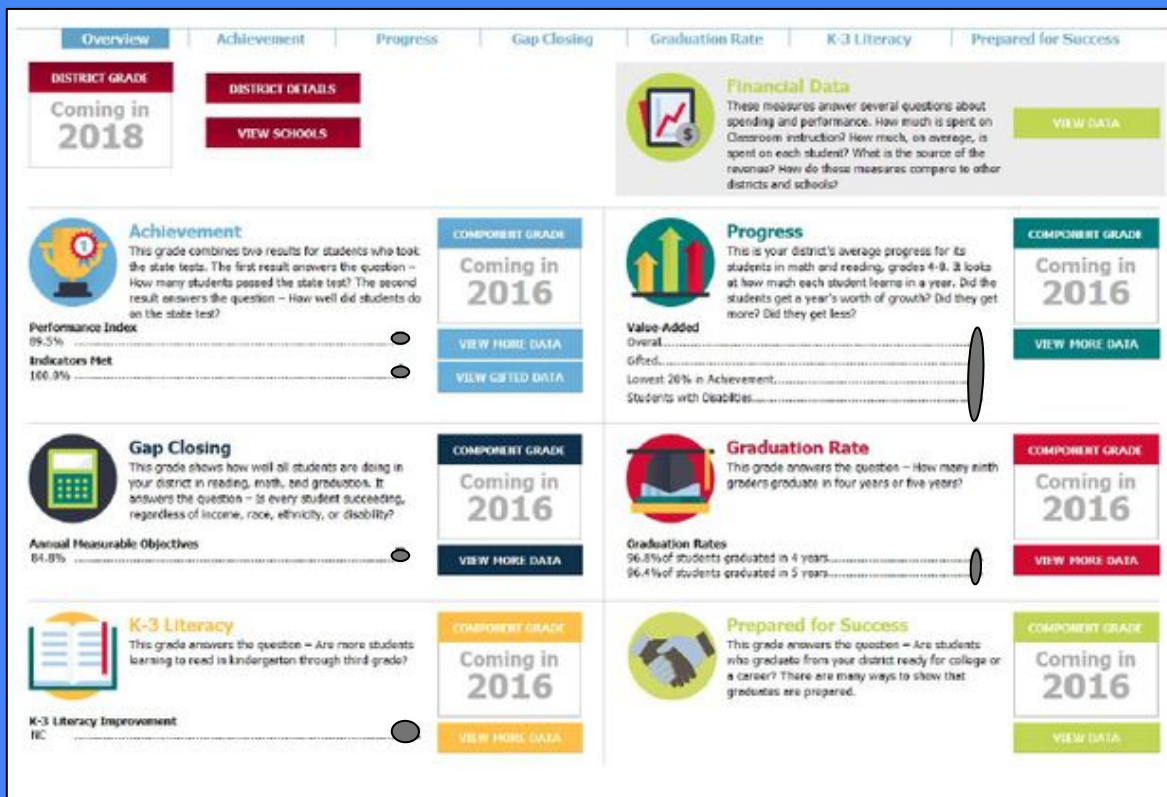 Overview Achievement Progress Gap Closing Graduation Rate K-3 Literacy Prepared for Success
DISTRICT GRADE
Coming in
2018
DISTRICT DETAILS
VIEW SCHOOLS
Financial Data
These measures answer several questions about
spending and performance. How much is spent on
Classroom instruction? How much, on average, is
spent on each student? What is the source of the
revenue? How do these measures compare to other
districts and schools?
VIEW DATA
Achievement
This grade combines two results for students who took
the state tests. The first result answers the question –
How many students passed the state test? The second
result answers the question – How well did students do
on the state test?
Performance Index
89.5%
Indicators Met
100.0%
COMPONENT GRADE
Coming in
2016
VIEW MORE DATA
VIEW GIFTED DATA
Progress
This is your district's average progress for its
students in math and reading, grades 4-8. It looks
at how much each student learns in a year. Did the
students get a year's worth of growth? Did they get
more? Did they get less?
Value-Added
Overall
Gifted
Lowest 20% in Achievement
Students with Disabilities
COMPONENT GRADE
Coming in
2016
VIEW MORE DATA
Gap Closing
This grade shows how well all students are doing in
your district in reading, math, and graduation. It
answers the question – Is every student succeeding,
regardless of income, race, ethnicity, or disability?
Annual Measurable Objectives
84.8%
COMPONENT GRADE
Coming in
2016
VIEW MORE DATA
Graduation Rate
This grade answers the question – How many ninth
graders graduate in four years or five years?
Graduation Rates
96.8% of students graduated in 4 years
96.4% of students graduated in 5 years
COMPONENT GRADE
Coming in
2016
VIEW MORE DATA
K-3 Literacy
This grade answers the question – Are more students
learning to read in kindergarten through third grade?
K-3 Literacy Improvement
NC
COMPONENT GRADE
Coming in
2016
VIEW MORE DATA
Prepared for Success
This grade answers the question – Are students
who graduate from your district ready for college or
a career? There are many ways to show that
graduates are prepared.
COMPONENT GRADE
Coming in
2016
VIEW DATA